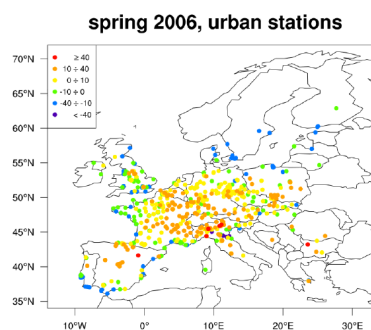 spring 2006, urban stations
≥ 40
10 ÷ 40
0 ÷ 10
-10 ÷ 0
-40 ÷ -10
< -40
70°N
65°N
60°N
55°N
50°N
45°N
40°N
35°N
10°W 0° 10°E 20°E 30°E